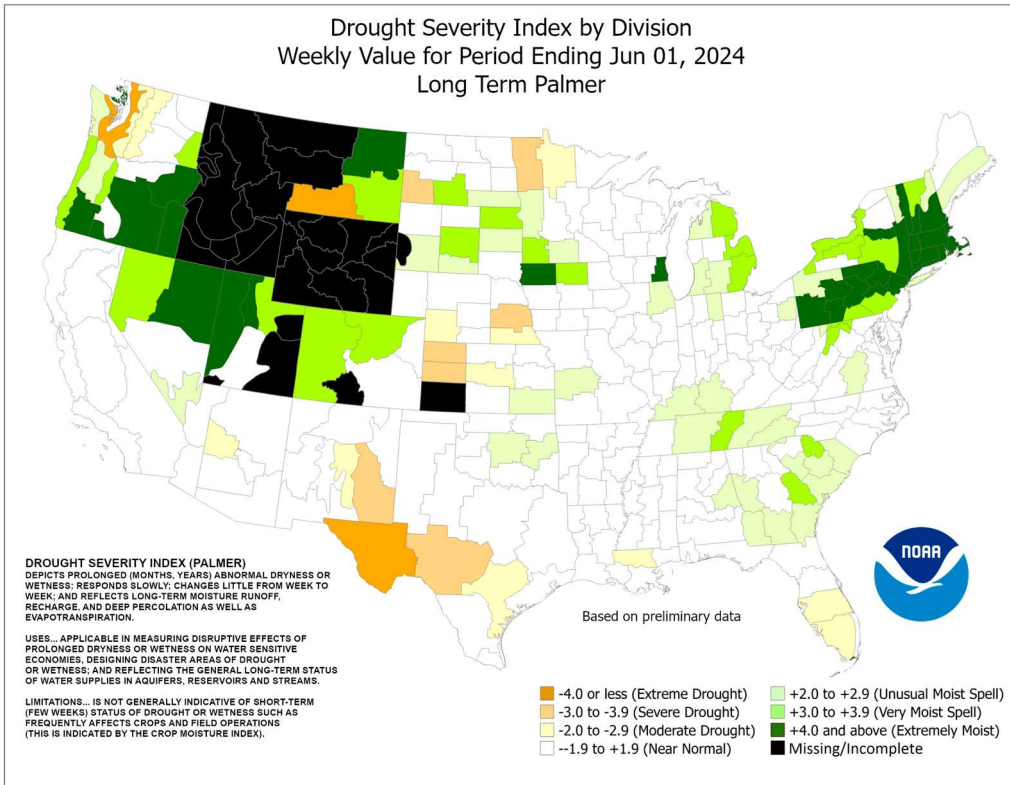 Drought Severity Index by Division
Weekly Value for Period Ending Jun 01, 2024
Long Term Palmer
DROUGHT SEVERITY INDEX (PALMER)
DEPICTS PROLONGED (MONTHS, YEARS) ABNORMAL DRYNESS OR
WETNESS; RESPONDS SLOWLY; CHANGES LITTLE FROM WEEK TO
WEEK; AND REFLECTS LONG-TERM MOISTURE RUNOFF,
RECHARGE, AND DEEP PERCOLATION AS WELL AS
EVAPOTRANSPIRATION.
USES... APPLICABLE IN MEASURING DISRUPTIVE EFFECTS OF
PROLONGED DRYNESS OR WETNESS ON WATER SENSITIVE
ECONOMIES, DESIGNING DISASTER AREAS OF DROUGHT
OR WETNESS; AND REFLECTING THE GENERAL LONG-TERM STATUS
OF WATER SUPPLIES IN AQUIFERS, RESERVOIRS AND STREAMS.
LIMITATIONS... IS NOT GENERALLY INDICATIVE OF SHORT-TERM
(FEW WEEKS) STATUS OF DROUGHT OR WETNESS SUCH AS
FREQUENTLY AFFECTS CROPS AND FIELD OPERATIONS
(THIS IS INDICATED BY THE CROP MOISTURE INDEX).
NOAA
Based on preliminary data
-4.0 or less (Extreme Drought)
-3.0 to -3.9 (Severe Drought)
-2.0 to -2.9 (Moderate Drought)
--1.9 to +1.9 (Near Normal)
+2.0 to +2.9 (Unusual Moist Spell)
+3.0 to +3.9 (Very Moist Spell)
+4.0 and above (Extremely Moist)
Missing/Incomplete